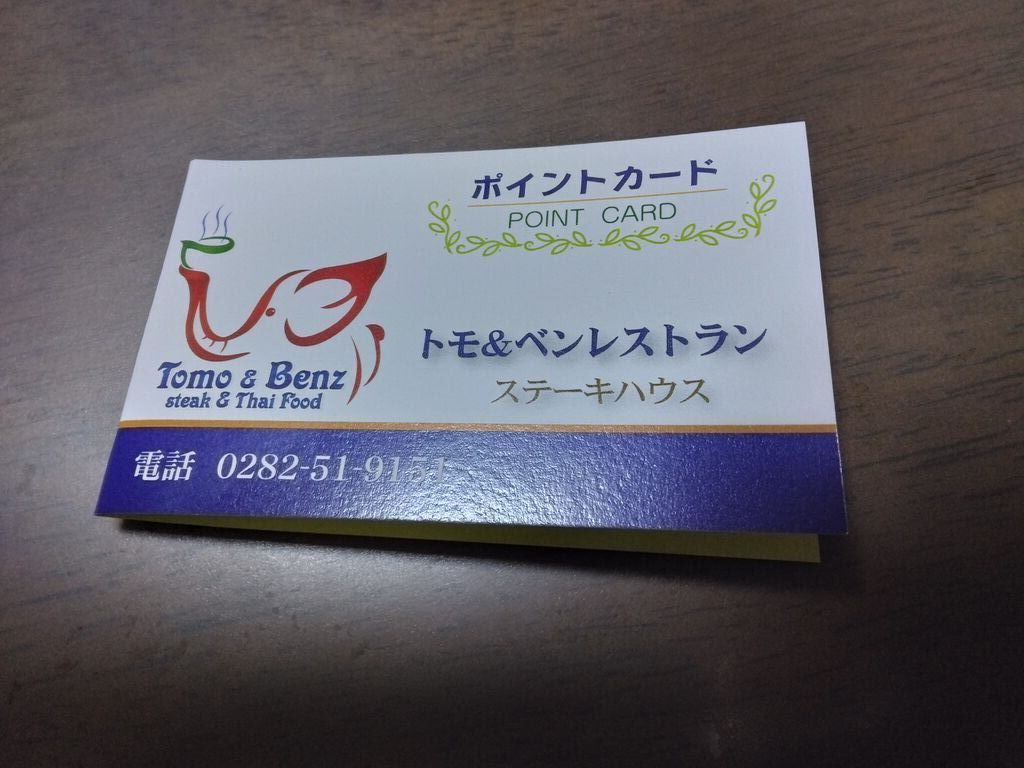 ポイントカード
POINT CARD
トモ&ベンレストラン
ステーキハウス
Tomo & Benz
steak & Thai Food
電話 0282-51-9151